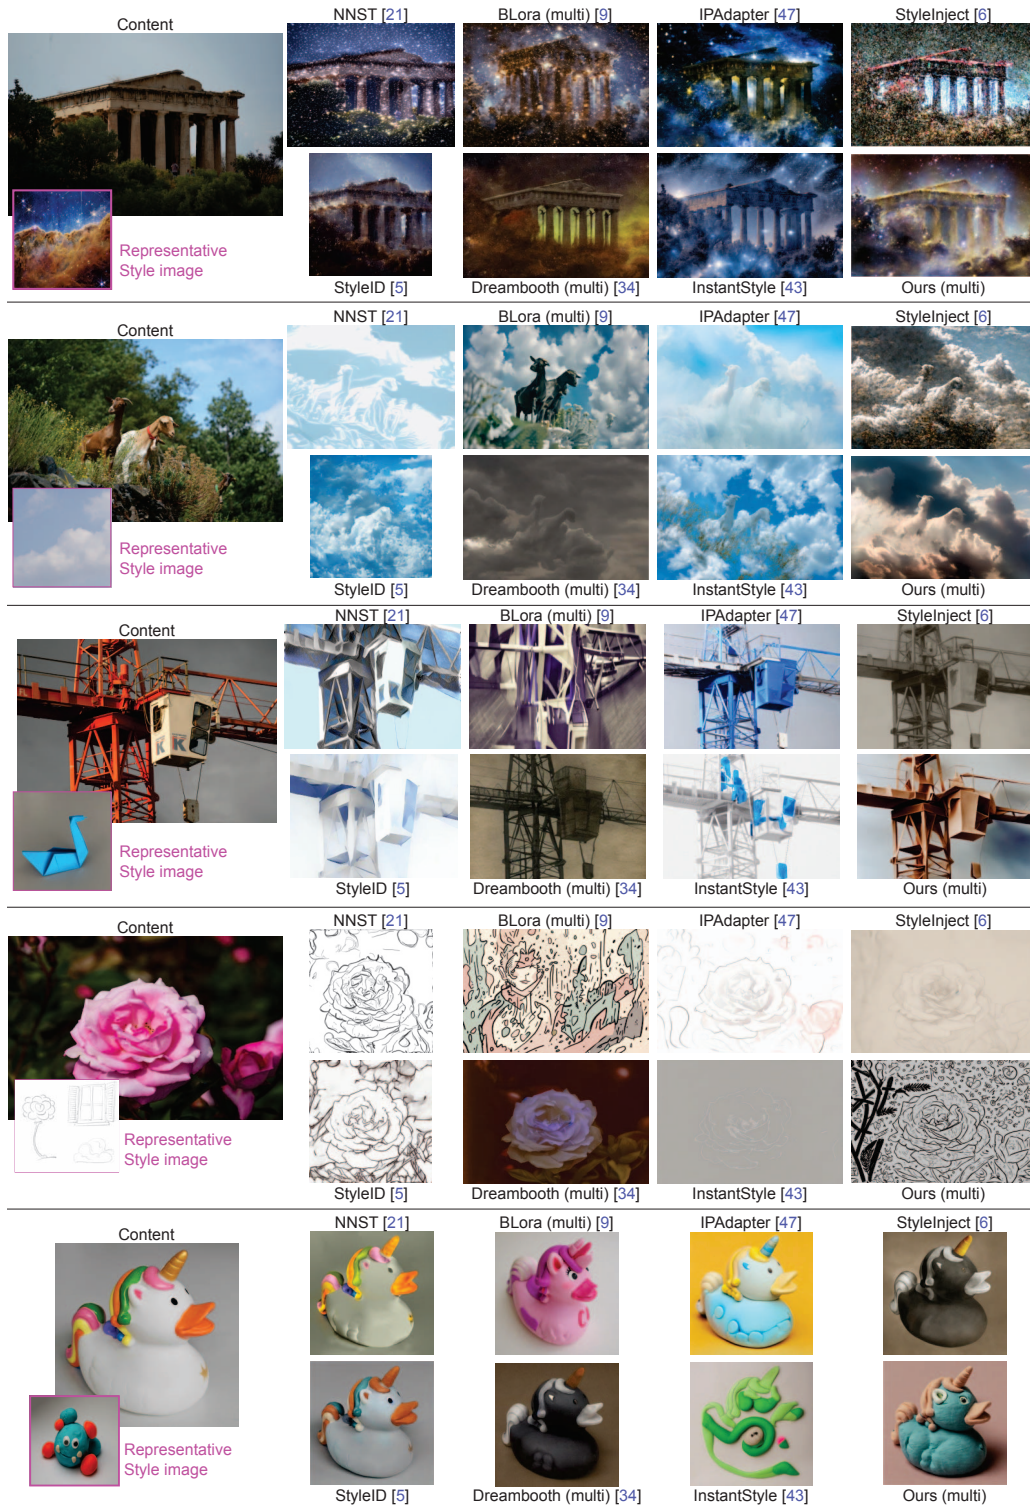 Content
NNST [21]
BLora (multi) [9]
IPAdapter [47]
StyleInject [6]
Representative
Style image
StyleID [5]
Dreambooth (multi) [34]
InstantStyle [43]
Ours (multi)
Content
NNST [21]
BLora (multi) [9]
IPAdapter [47]
StyleInject [6]
Representative
Style image
StyleID [5]
Dreambooth (multi) [34]
InstantStyle [43]
Ours (multi)
Content
NNST [21]
BLora (multi) [9]
IPAdapter [47]
StyleInject [6]
K K
Representative
Style image
StyleID [5]
Dreambooth (multi) [34]
InstantStyle [43]
Ours (multi)
Content
NNST [21]
BLora (multi) [9]
IPAdapter [47]
StyleInject [6]
Representative
Style image
StyleID [5]
Dreambooth (multi) [34]
InstantStyle [43]
Ours (multi)
Content
NNST [21]
BLora (multi) [9]
IPAdapter [47]
StyleInject [6]
Representative
Style image
StyleID [5]
Dreambooth (multi) [34]
InstantStyle [43]
Ours (multi)